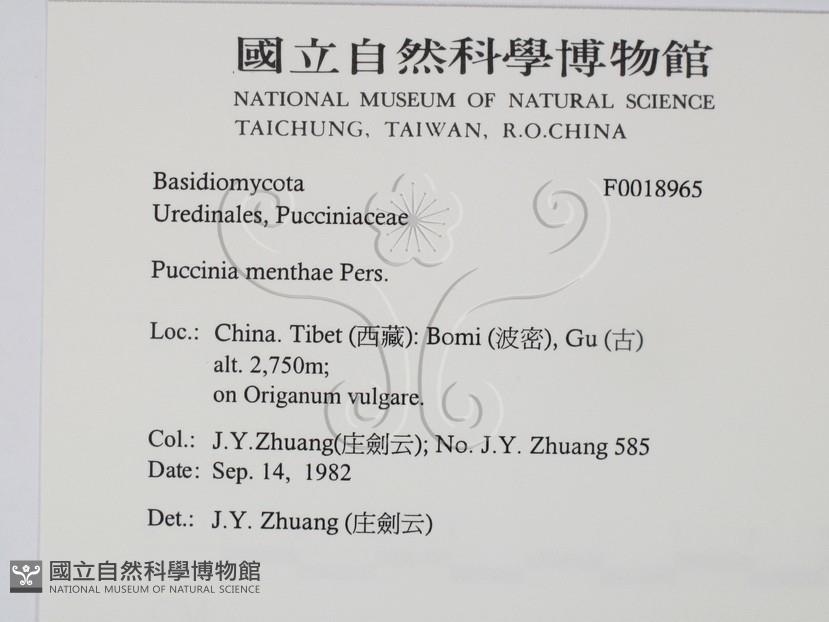 國立自然科學博物館
NATIONAL MUSEUM OF NATURAL SCIENCE
TAICHUNG, TAIWAN, R.O.CHINA
Basidiomycota F0018965
Uredinales, Pucciniaceae
Puccinia menthae Pers.
Loc.: China. Tibet (西藏): Bomi (波密), Gu (古)
alt. 2,750m;
on Origanum vulgare.
Col.: J.Y.Zhuang(庄劍云); No. J.Y. Zhuang 585
Date: Sep. 14, 1982
Det.: J.Y. Zhuang (庄劍云)
國立自然科學博物館
NATIONAL MUSEUM OF NATURAL SCIENCE